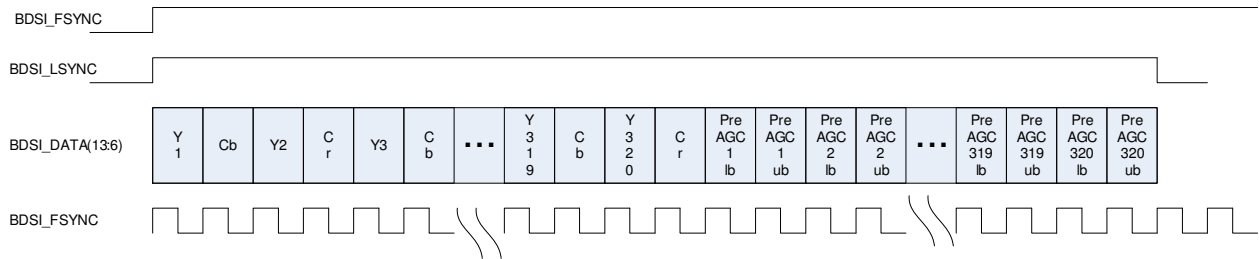 BDSI_FSYNC
BDSI_LSYNC
BDSI_DATA(13:6)
Y
1
Cb
Y2
C
r
Y3
C
b
...
Y
3
1
9
C
b
Y
3
2
0
C
r
Pre
AGC
1
lb
Pre
AGC
1
ub
Pre
AGC
2
lb
Pre
AGC
2
ub
...
Pre
AGC
319
lb
Pre
AGC
319
ub
Pre
AGC
320
lb
Pre
AGC
320
ub
BDSI_FSYNC